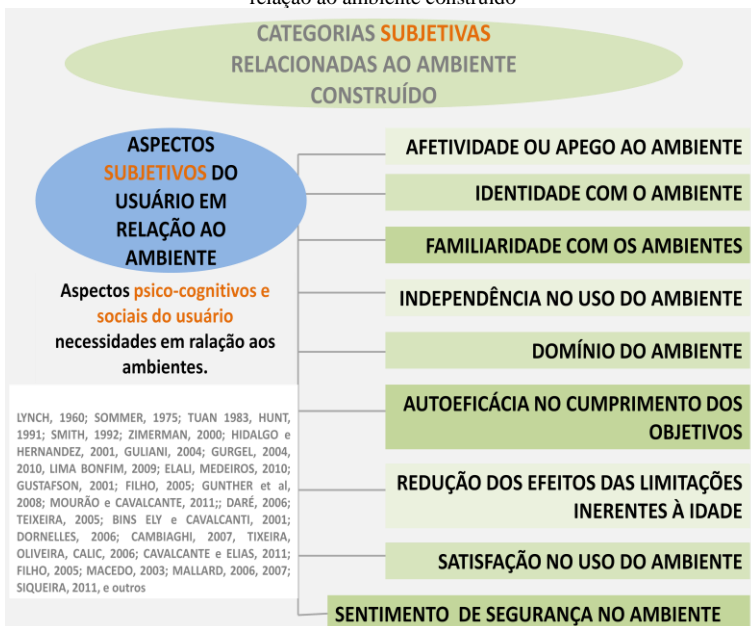 relação ao ambiente construído
CATEGORIAS SUBJETIVAS
RELACIONADAS AO AMBIENTE
CONSTRUÍDO
ASPECTOS
SUBJETIVOS DO
USUÁRIO EM
RELAÇÃO AO
AMBIENTE
Aspectos psico-cognitivos e
sociais do usuário
necessidades em ralação aos
ambientes.
LYNCH, 1960; SOMMER, 1975; TUAN 1983, HUNT,
1991; SMITH, 1992; ZIMERMAN, 2000; HIDALGO e
HERNANDEZ, 2001, GULIANI, 2004; GURGEL, 2004,
2010, LIMA BONFIM, 2009; ELALI, MEDEIROS, 2010;
GUSTAFSON, 2001; FILHO, 2005; GUNTHER et al,
2008; MOURÃO e CAVALCANTE, 2011;; DARÉ, 2006;
TEIXEIRA, 2005; BINS ELY e CAVALCANTI, 2001;
DORNELLES, 2006; CAMBIAGHI, 2007, TIXEIRA,
OLIVEIRA, CALIC, 2006; CAVALCANTE e ELIAS, 2011;
FILHO, 2005; MACEDO, 2003; MALLARD, 2006, 2007;
SIQUEIRA, 2011, e outros
AFETIVIDADE OU APEGO AO AMBIENTE
IDENTIDADE COM O AMBIENTE
FAMILIARIDADE COM OS AMBIENTES
INDEPENDÊNCIA NO USO DO AMBIENTE
DOMÍNIO DO AMBIENTE
AUTOEFICÁCIA NO CUMPRIMENTO DOS
OBJETIVOS
REDUÇÃO DOS EFEITOS DAS LIMITAÇÕES
INERENTES À IDADE
SATISFAÇÃO NO USO DO AMBIENTE
SENTIMENTO DE SEGURANÇA NO AMBIENTE